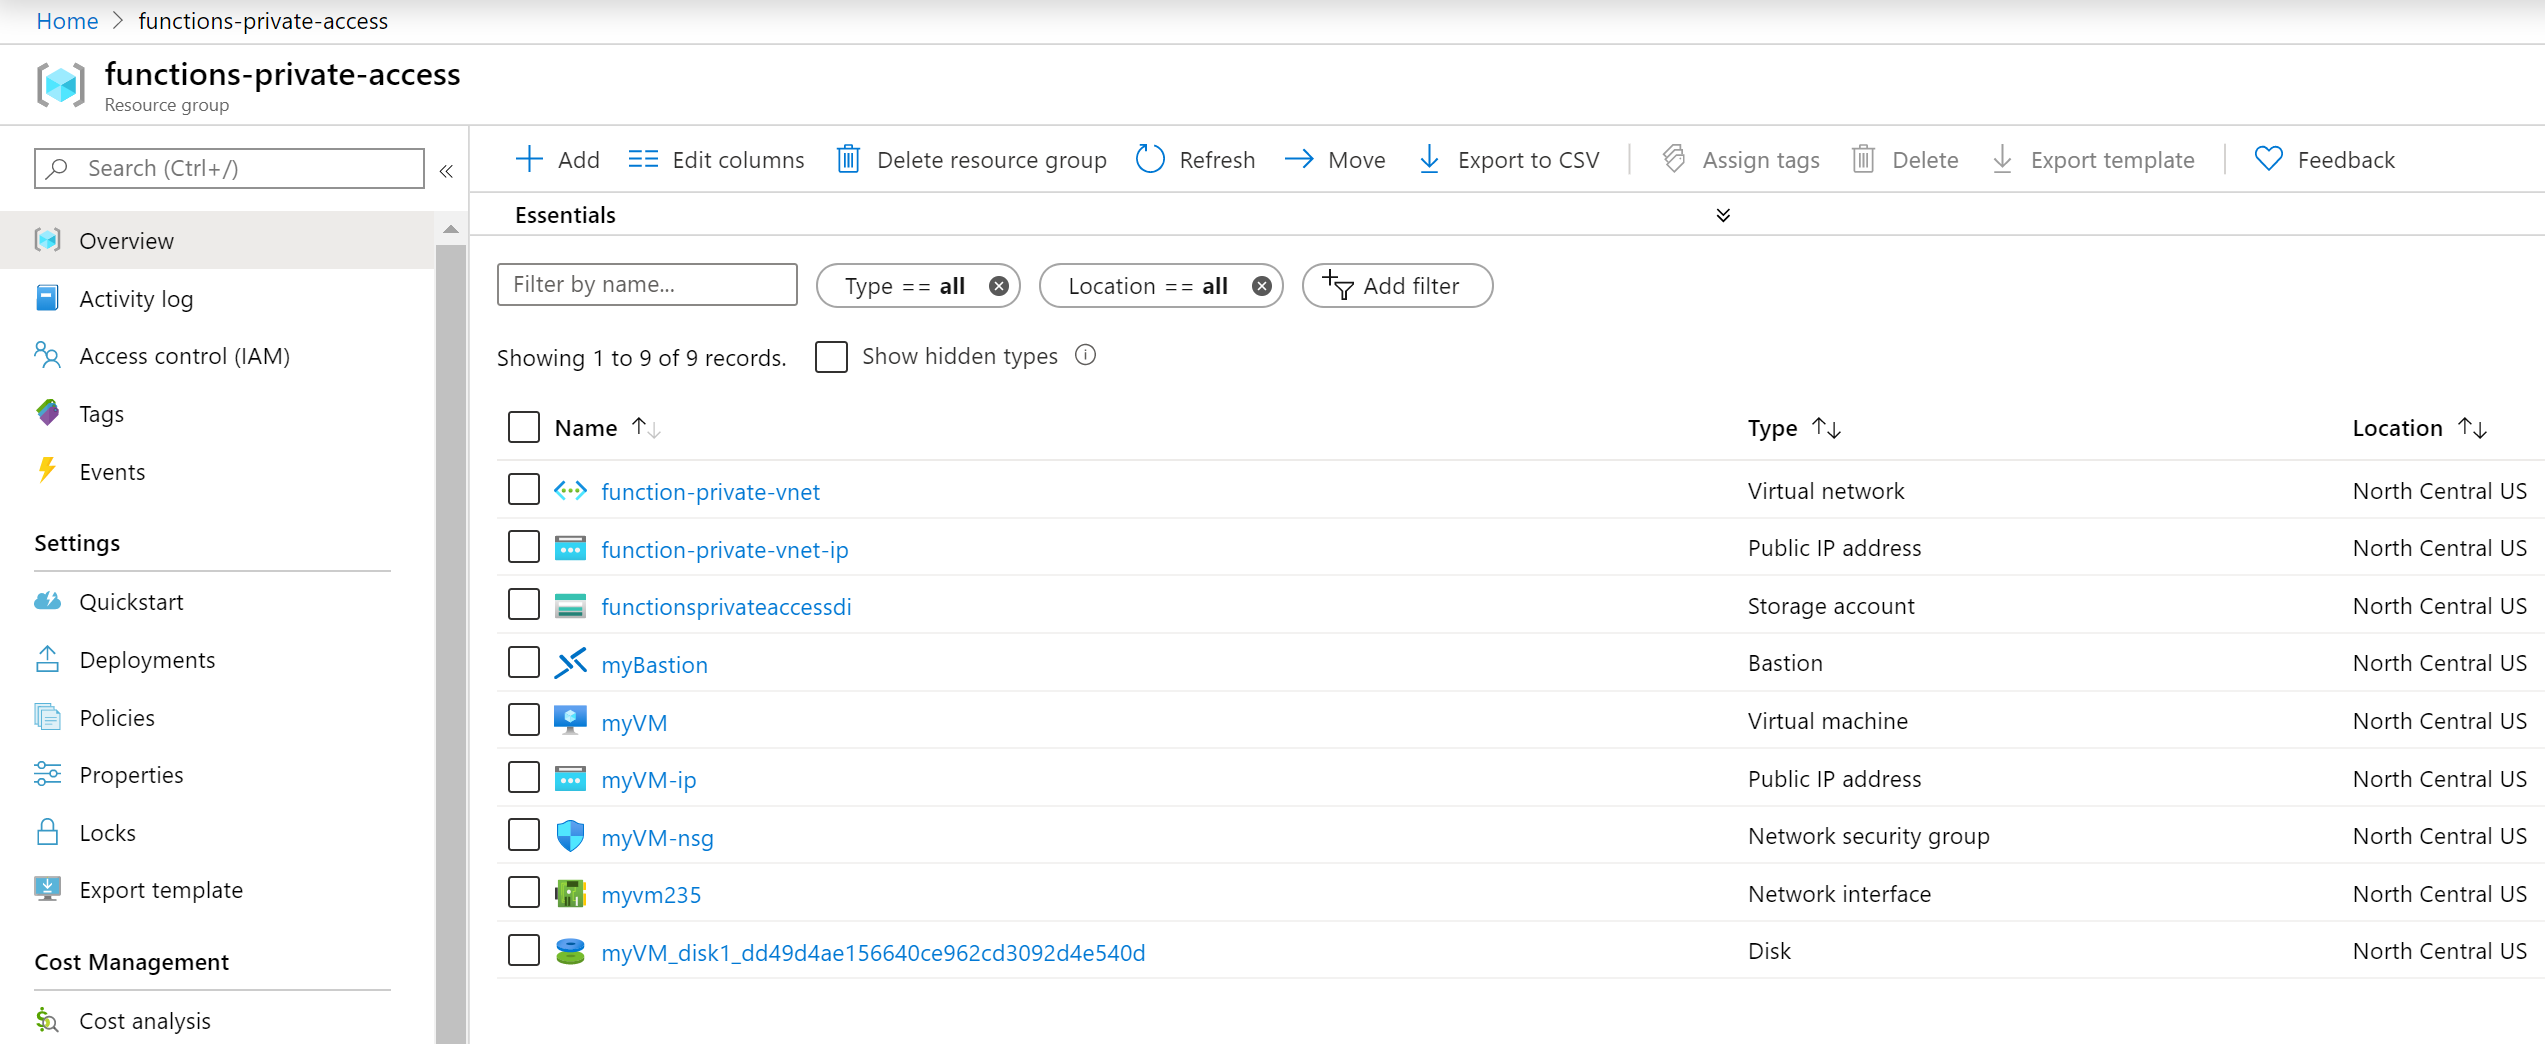 Home > functions-private-access
functions-private-access
Resource group
Search (Ctrl+/)
«
Overview
Activity log
Access control (IAM)
Tags
Events
Settings
Quickstart
Deployments
Policies
Properties
Locks
Export template
Cost Management
Cost analysis
Add Edit columns Delete resource group Refresh Move Export to CSV Assign tags Delete Export template Feedback
Essentials
Filter by name... Type == all Location == all Add filter
Showing 1 to 9 of 9 records. Show hidden types
Name Type Location
function-private-vnet Virtual network North Central US
function-private-vnet-ip Public IP address North Central US
functionsprivateaccessdi Storage account North Central US
myBastion Bastion North Central US
myVM Virtual machine North Central US
myVM-ip Public IP address North Central US
myVM-nsg Network security group North Central US
myvm235 Network interface North Central US
myVM_disk1_dd49d4ae156640ce962cd3092d4e540d Disk North Central US